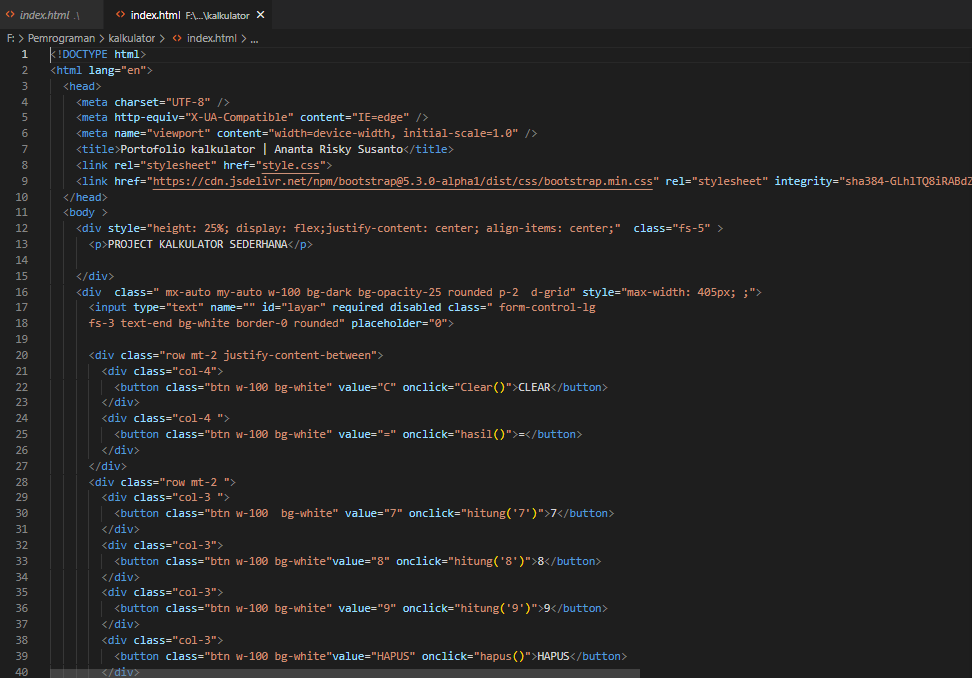 index.html .\ index.html F:\...\kalkulator
F: > Pemrograman > kalkulator > index.html > ...
1 <!DOCTYPE html>
2 <html lang="en">
3 <head>
4 <meta charset="UTF-8" />
5 <meta http-equiv="X-UA-Compatible" content="IE=edge" />
6 <meta name="viewport" content="width=device-width, initial-scale=1.0" />
7 <title>Portofolio kalkulator | Ananta Risky Susanto</title>
8 <link rel="stylesheet" href="style.css">
9 <link href="https://cdn.jsdelivr.net/npm/bootstrap@5.3.0-alpha1/dist/css/bootstrap.min.css" rel="stylesheet" integrity="sha384-GLhlTQ8iRABdZ
10 </head>
11 <body >
12 <div style="height: 25%; display: flex;justify-content: center; align-items: center;"  class="fs-5" >
13 <p>PROJECT KALKULATOR SEDERHANA</p>
14
15 </div>
16 <div  class=" mx-auto my-auto w-100 bg-dark bg-opacity-25 rounded p-2  d-grid" style="max-width: 405px; ;">
17 <input type="text" name="" id="layar" required disabled class=" form-control-lg
18 fs-3 text-end bg-white border-0 rounded" placeholder="0">
19
20 <div class="row mt-2 justify-content-between">
21 <div class="col-4">
22 <button class="btn w-100 bg-white" value="C" onclick="Clear()">CLEAR</button>
23 </div>
24 <div class="col-4 ">
25 <button class="btn w-100 bg-white" value="=" onclick="hasil()">=</button>
26 </div>
27 </div>
28 <div class="row mt-2 ">
29 <div class="col-3 ">
30 <button class="btn w-100  bg-white" value="7" onclick="hitung('7')">7</button>
31 </div>
32 <div class="col-3">
33 <button class="btn w-100 bg-white"value="8" onclick="hitung('8')">8</button>
34 </div>
35 <div class="col-3">
36 <button class="btn w-100 bg-white" value="9" onclick="hitung('9')">9</button>
37 </div>
38 <div class="col-3">
39 <button class="btn w-100 bg-white"value="HAPUS" onclick="hapus()">HAPUS</button>
40 </div>